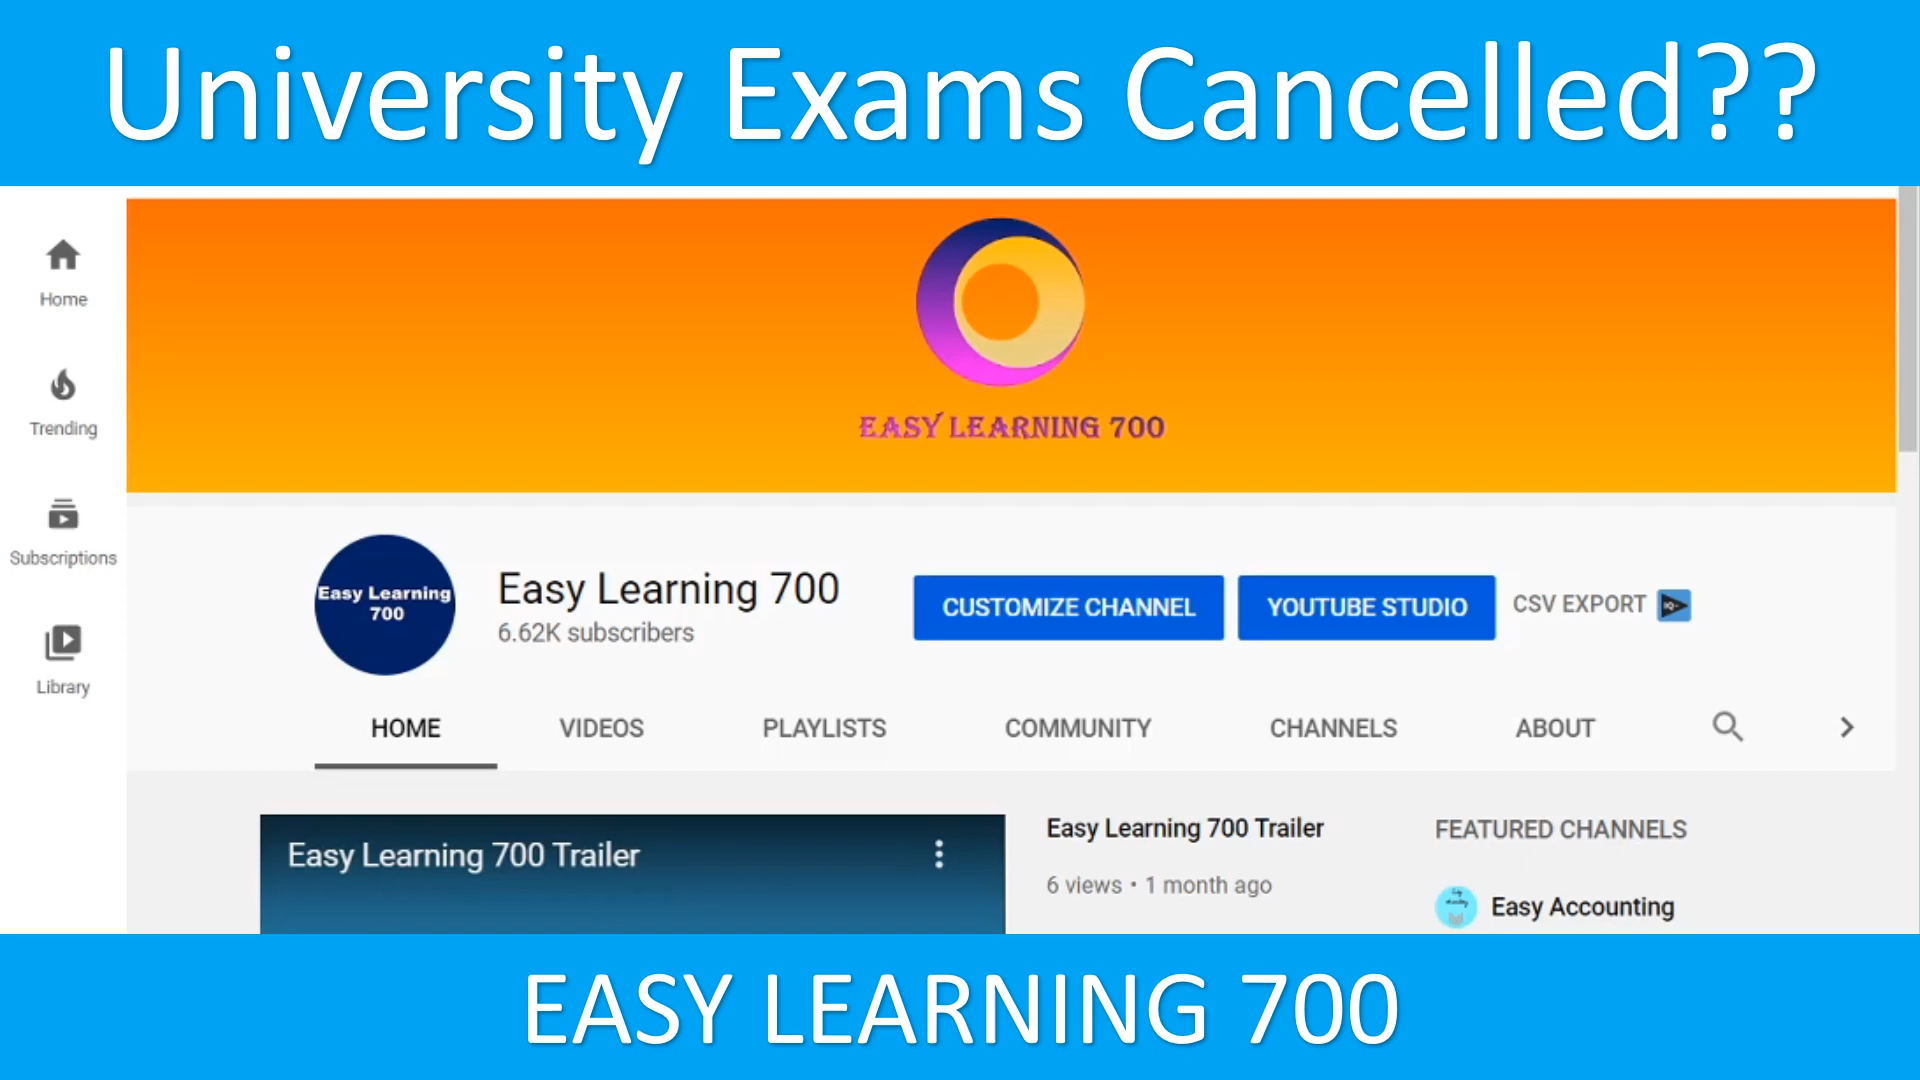 University Exams Cancelled??
Home
Trending
Subscriptions
Library
EASY LEARNING 700
Easy Learning
700
Easy Learning 700
6.62K subscribers
CUSTOMIZE CHANNEL
YOUTUBE STUDIO
CSV EXPORT
HOME
VIDEOS
PLAYLISTS
COMMUNITY
CHANNELS
ABOUT
Easy Learning 700 Trailer
Easy Learning 700 Trailer
6 views • 1 month ago
FEATURED CHANNELS
Easy Accounting
EASY LEARNING 700